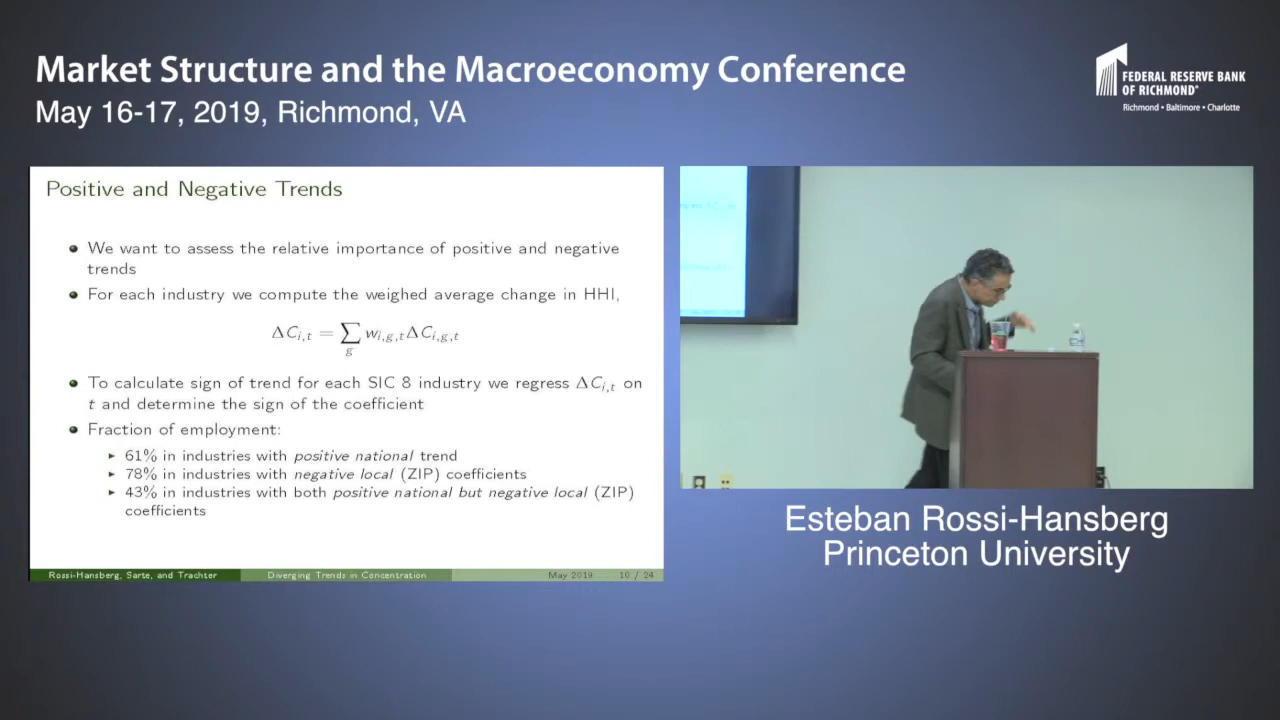 Market Structure and the Macroeconomy Conference
May 16-17, 2019, Richmond, VA
FEDERAL RESERVE BANK
OF RICHMOND®
Richmond • Baltimore • Charlotte
Positive and Negative Trends
We want to assess the relative importance of positive and negative
trends
For each industry we compute the weighed average change in HHI,
ΔC_{i,t} = ∑_g w_{i,g,t}ΔC_{i,g,t}
To calculate sign of trend for each SIC 8 industry we regress ΔC_{i,t} on
t and determine the sign of the coefficient
Fraction of employment:
61% in industries with positive national trend
78% in industries with negative local (ZIP) coefficients
43% in industries with both positive national but negative local (ZIP)
coefficients
Rossi-Hansberg, Sarte, and Trachter Diverging Trends in Concentration May 2019 10 / 24
Esteban Rossi-Hansberg
Princeton University